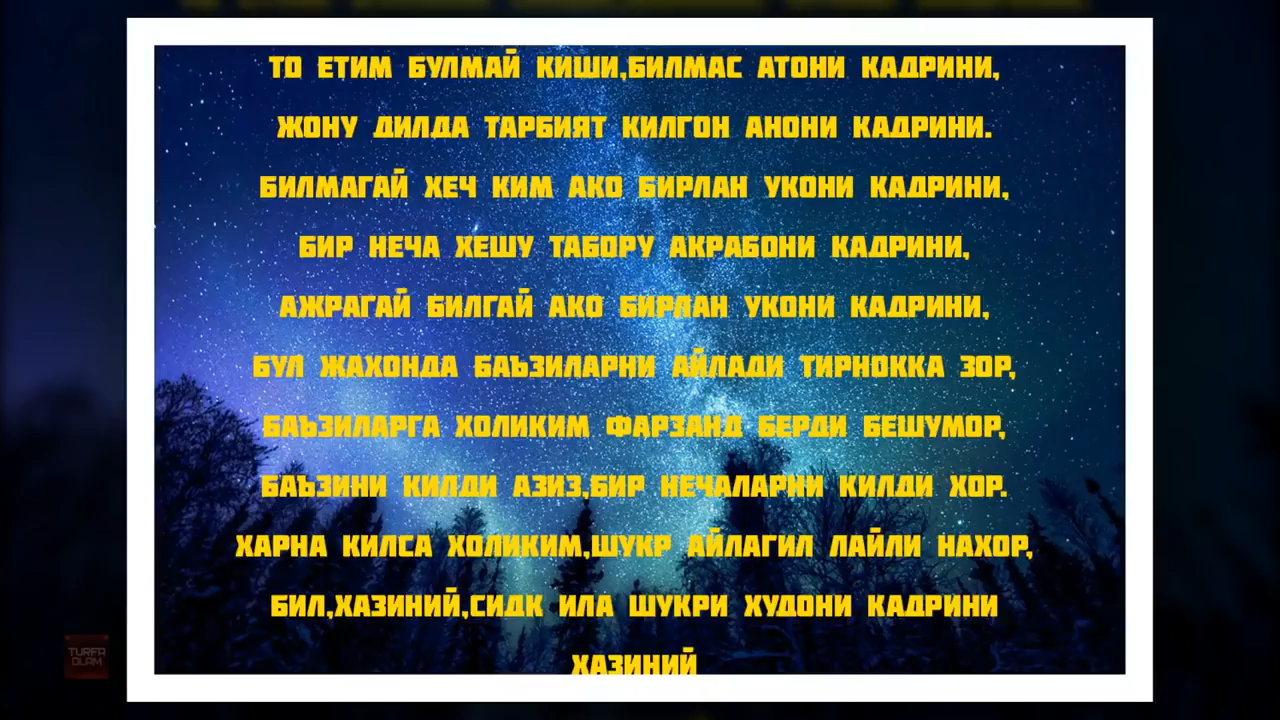 ТО ЕТИМ БУЛМАЙ КИШИ,БИЛМАС АТОНИ КАДРИНИ,
ЖОНУ ДИЛДА ТАРБИЯТ КИЛГОН АНОНИ КАДРИНИ.
БИЛМАГАЙ ХЕЧ КИМ АКО БИРЛАН УКОНИ КАДРИНИ,
БИР НЕЧА ХЕШУ ТАБОРУ АКРАБОНИ КАДРИНИ,
АЖРАГАЙ БИЛГАЙ АКО БИРЛАН УКОНИ КАДРИНИ,
БУЛ ЖАХОНДА БАЪЗИЛАРНИ АЙЛАДИ ТИРНОККА ЗОР,
БАЪЗИЛАРГА ХОЛИКИМ ФАРЗАНД БЕРДИ БЕШУМОР,
БАЪЗИНИ КИЛДИ АЗИЗ,БИР НЕЧАЛАРНИ КИЛДИ ХОР.
ХАРНА КИЛСА ХОЛИКИМ,ШУКР АЙЛАГИЛ ЛАЙЛИ НАХОР,
БИЛ,ХАЗИНИЙ,СИДК ИЛА ШУКРИ ХУДОНИ КАДРИНИ
ХАЗИНИЙ
TURFA
OLAM